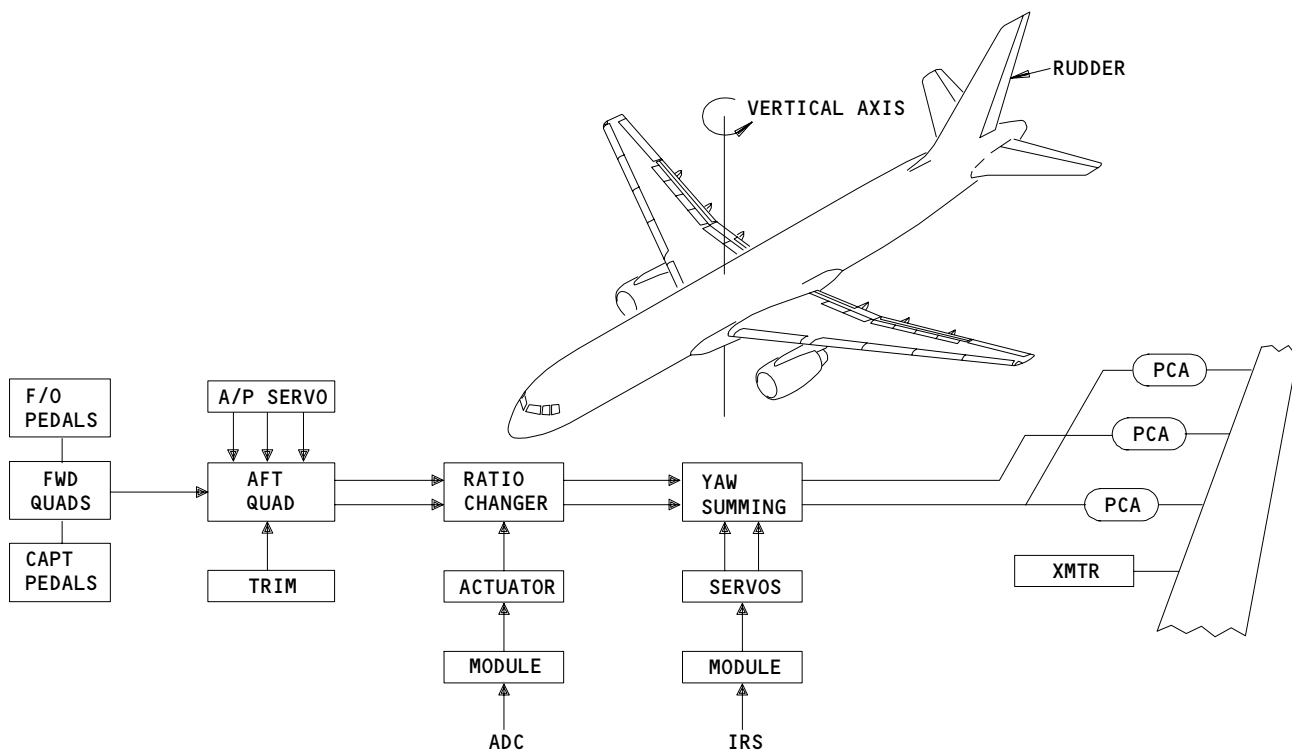 RUDDER
VERTICAL AXIS
F/O
PEDALS
FWD
QUADS
CAPT
PEDALS
A/P SERVO
AFT
QUAD
TRIM
RATIO
CHANGER
ACTUATOR
MODULE
ADC
YAW
SUMMING
SERVOS
MODULE
IRS
PCA
PCA
PCA
XMTR